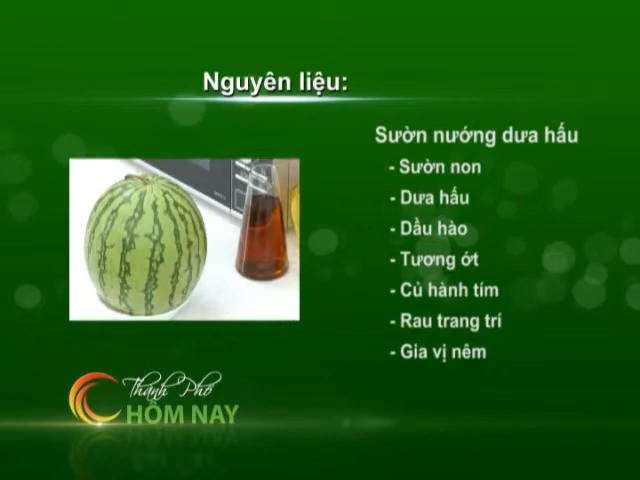 Nguyên liệu:
Sườn nướng dưa hấu
- Sườn non
- Dưa hấu
- Dầu hào
- Tương ớt
- Củ hành tím
- Rau trang trí
- Gia vị nêm
Thành Phố
HÔM NAY